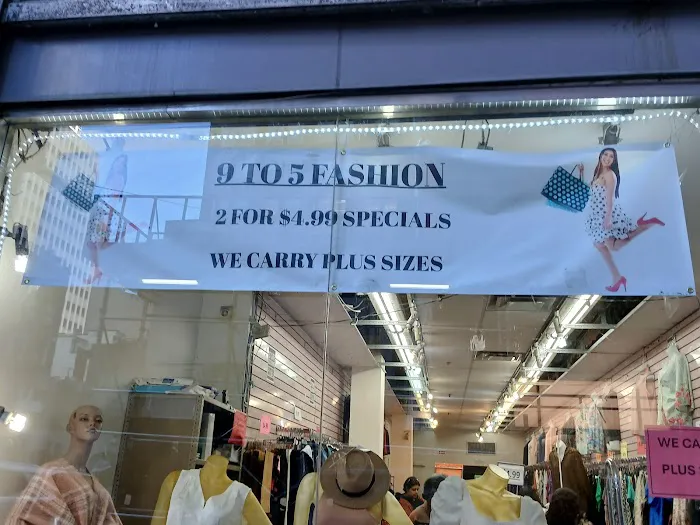 9 TO 5 FASHION
2 FOR $4.99 SPECIALS
WE CARRY PLUS SIZES
WE CA
PLUS